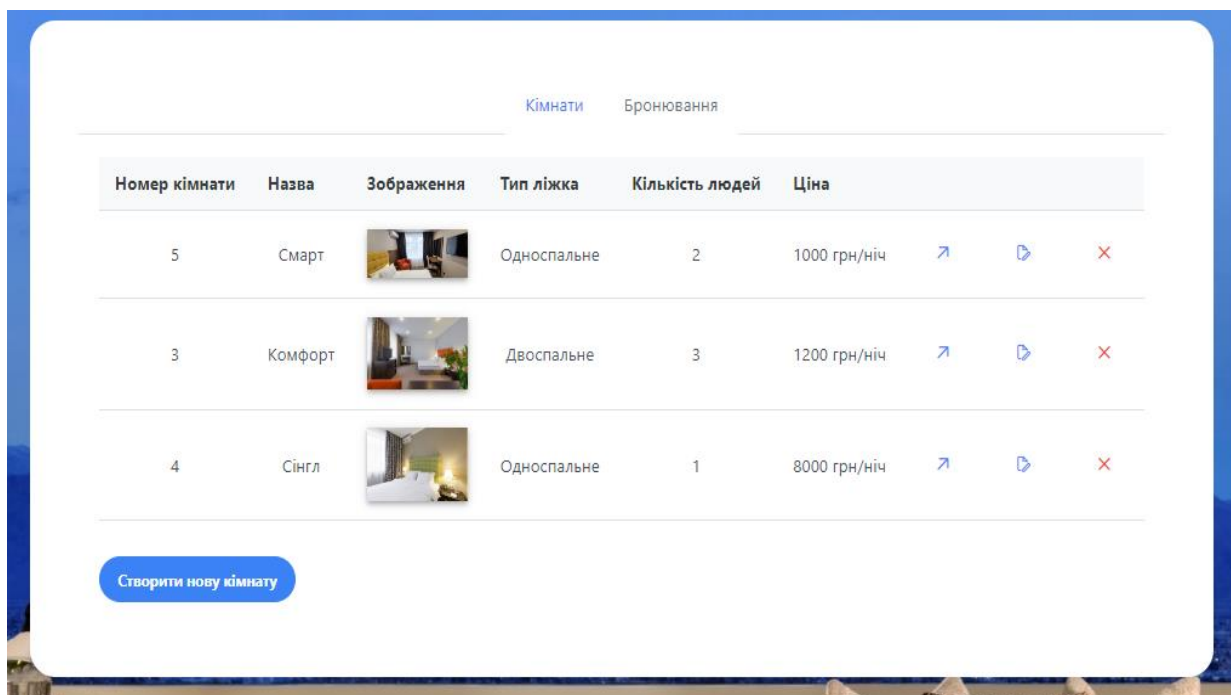 Кімнати Бронювання
Номер кімнати Назва Зображення Тип ліжка Кількість людей Ціна
5 Смарт Односпальне 2 1000 грн/ніч
3 Комфорт Двоспальне 3 1200 грн/ніч
4 Сінгл Односпальне 1 8000 грн/ніч
Створити нову кімнату